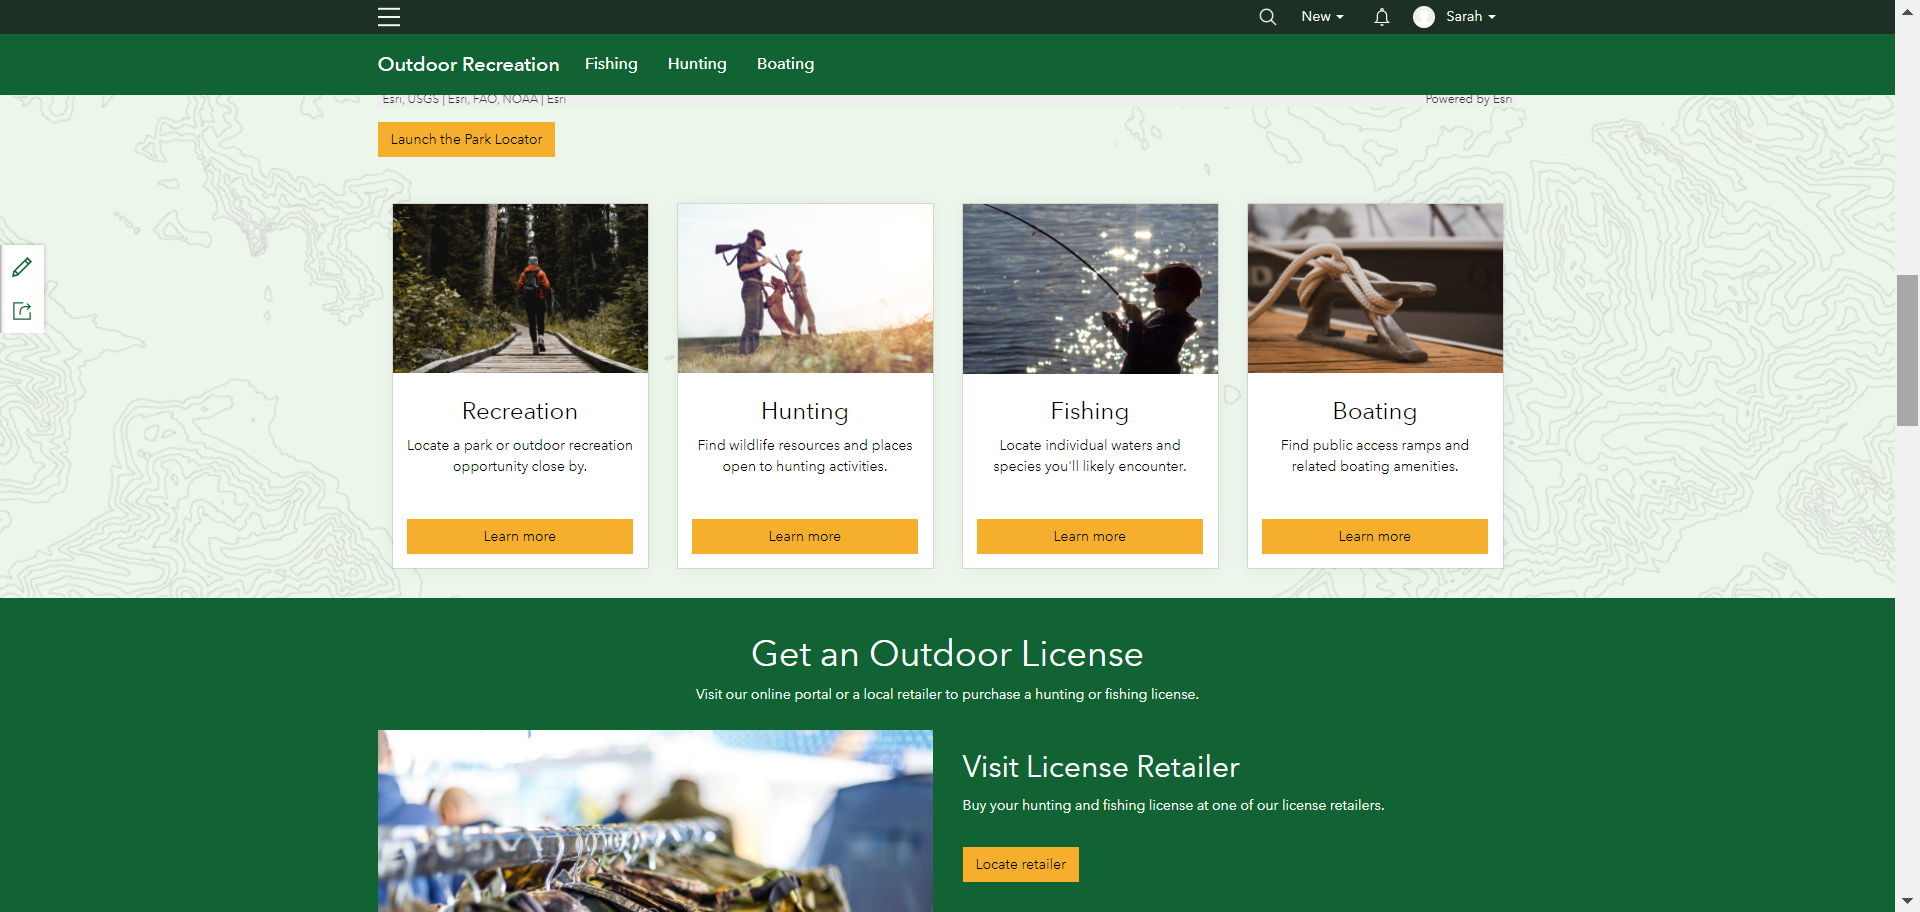 New
Sarah
Outdoor Recreation
Fishing
Hunting
Boating
Esri, USGS | Esri, FAO, NOAA | Esri
Powered by Esri
Launch the Park Locator
Recreation
Locate a park or outdoor recreation
opportunity close by.
Learn more
Hunting
Find wildlife resources and places
open to hunting activities.
Learn more
Fishing
Locate individual waters and
species you'll likely encounter.
Learn more
Boating
Find public access ramps and
related boating amenities.
Learn more
Get an Outdoor License
Visit our online portal or a local retailer to purchase a hunting or fishing license.
Visit License Retailer
Buy your hunting and fishing license at one of our license retailers.
Locate retailer